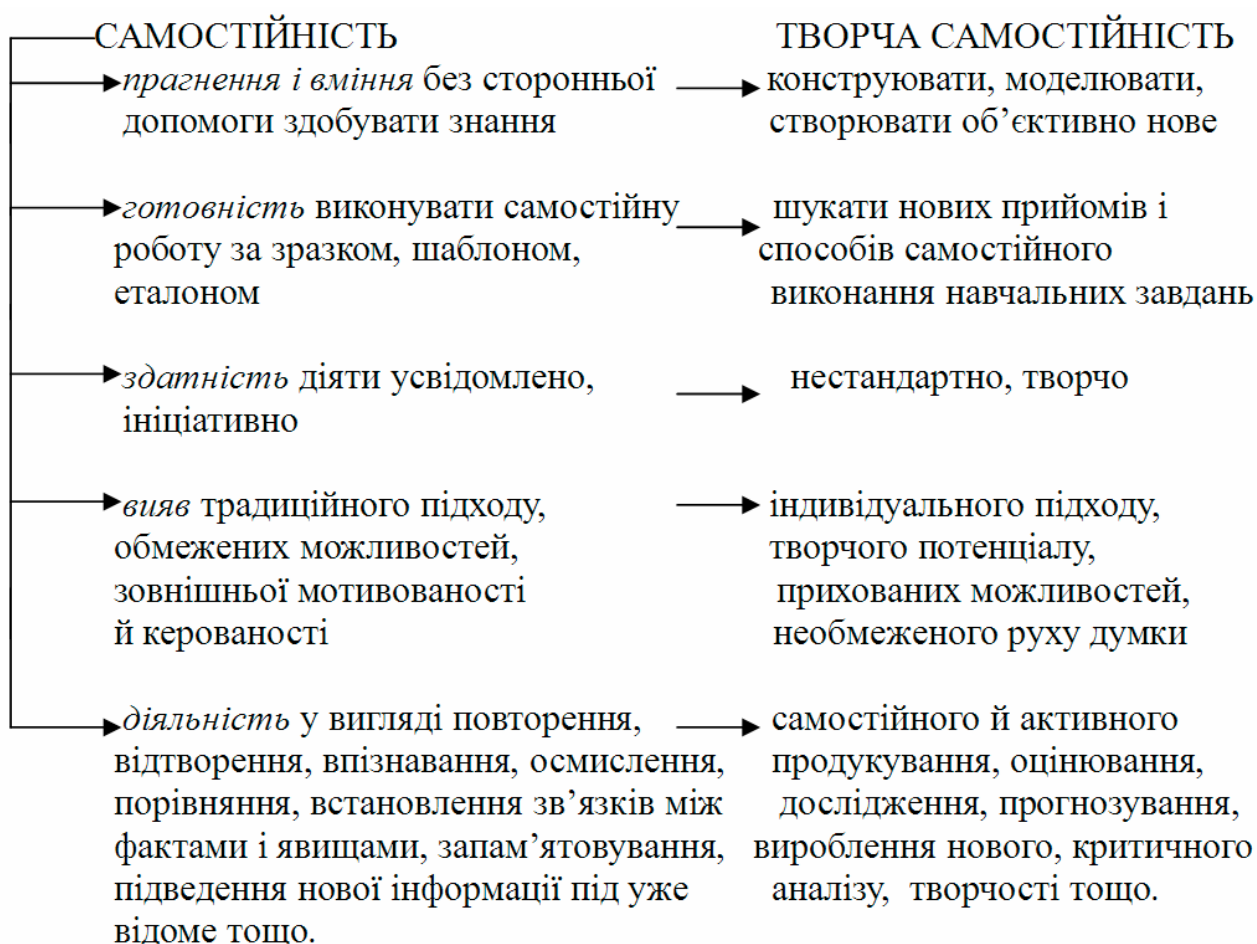 САМОСТІЙНІСТЬ
прагнення і вміння без сторонньої
допомоги здобувати знання
готовність виконувати самостійну
роботу за зразком, шаблоном,
еталоном
здатність діяти усвідомлено,
ініціативно
вияв традиційного підходу,
обмежених можливостей,
зовнішньої мотивованості
й керованості
діяльність у вигляді повторення,
відтворення, впізнавання, осмислення,
порівняння, встановлення зв’язків між
фактами і явищами, запам’ятовування,
підведення нової інформації під уже
відоме тощо.
ТВОРЧА САМОСТІЙНІСТЬ
конструювати, моделювати,
створювати об’єктивно нове
шукати нових прийомів і
способів самостійного
виконання навчальних завдань
нестандартно, творчо
індивідуального підходу,
творчого потенціалу,
прихованих можливостей,
необмеженого руху думки
самостійного й активного
продукування, оцінювання,
дослідження, прогнозування,
вироблення нового, критичного
аналізу, творчості тощо.